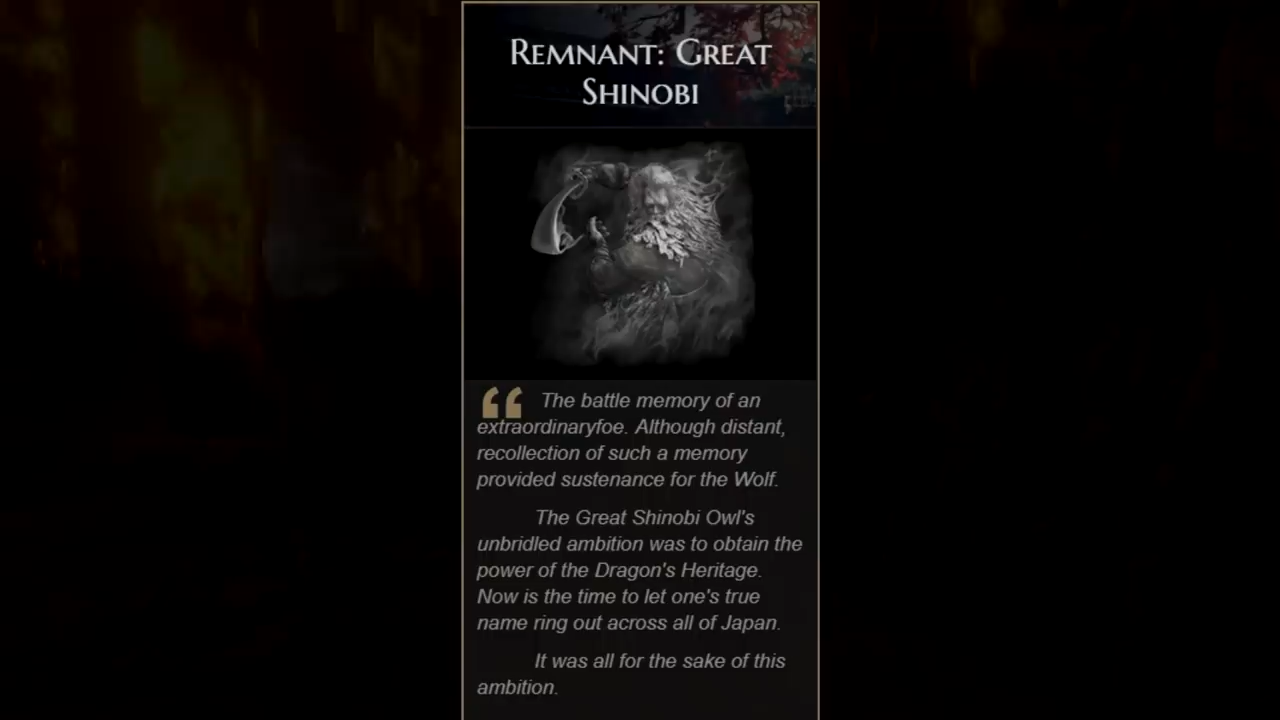 REMNANT: GREAT
SHINOBI
“ The battle memory of an
extraordinaryfoe. Although distant,
recollection of such a memory
provided sustenance for the Wolf.
The Great Shinobi Owl's
unbridled ambition was to obtain the
power of the Dragon's Heritage.
Now is the time to let one's true
name ring out across all of Japan.
It was all for the sake of this
ambition.